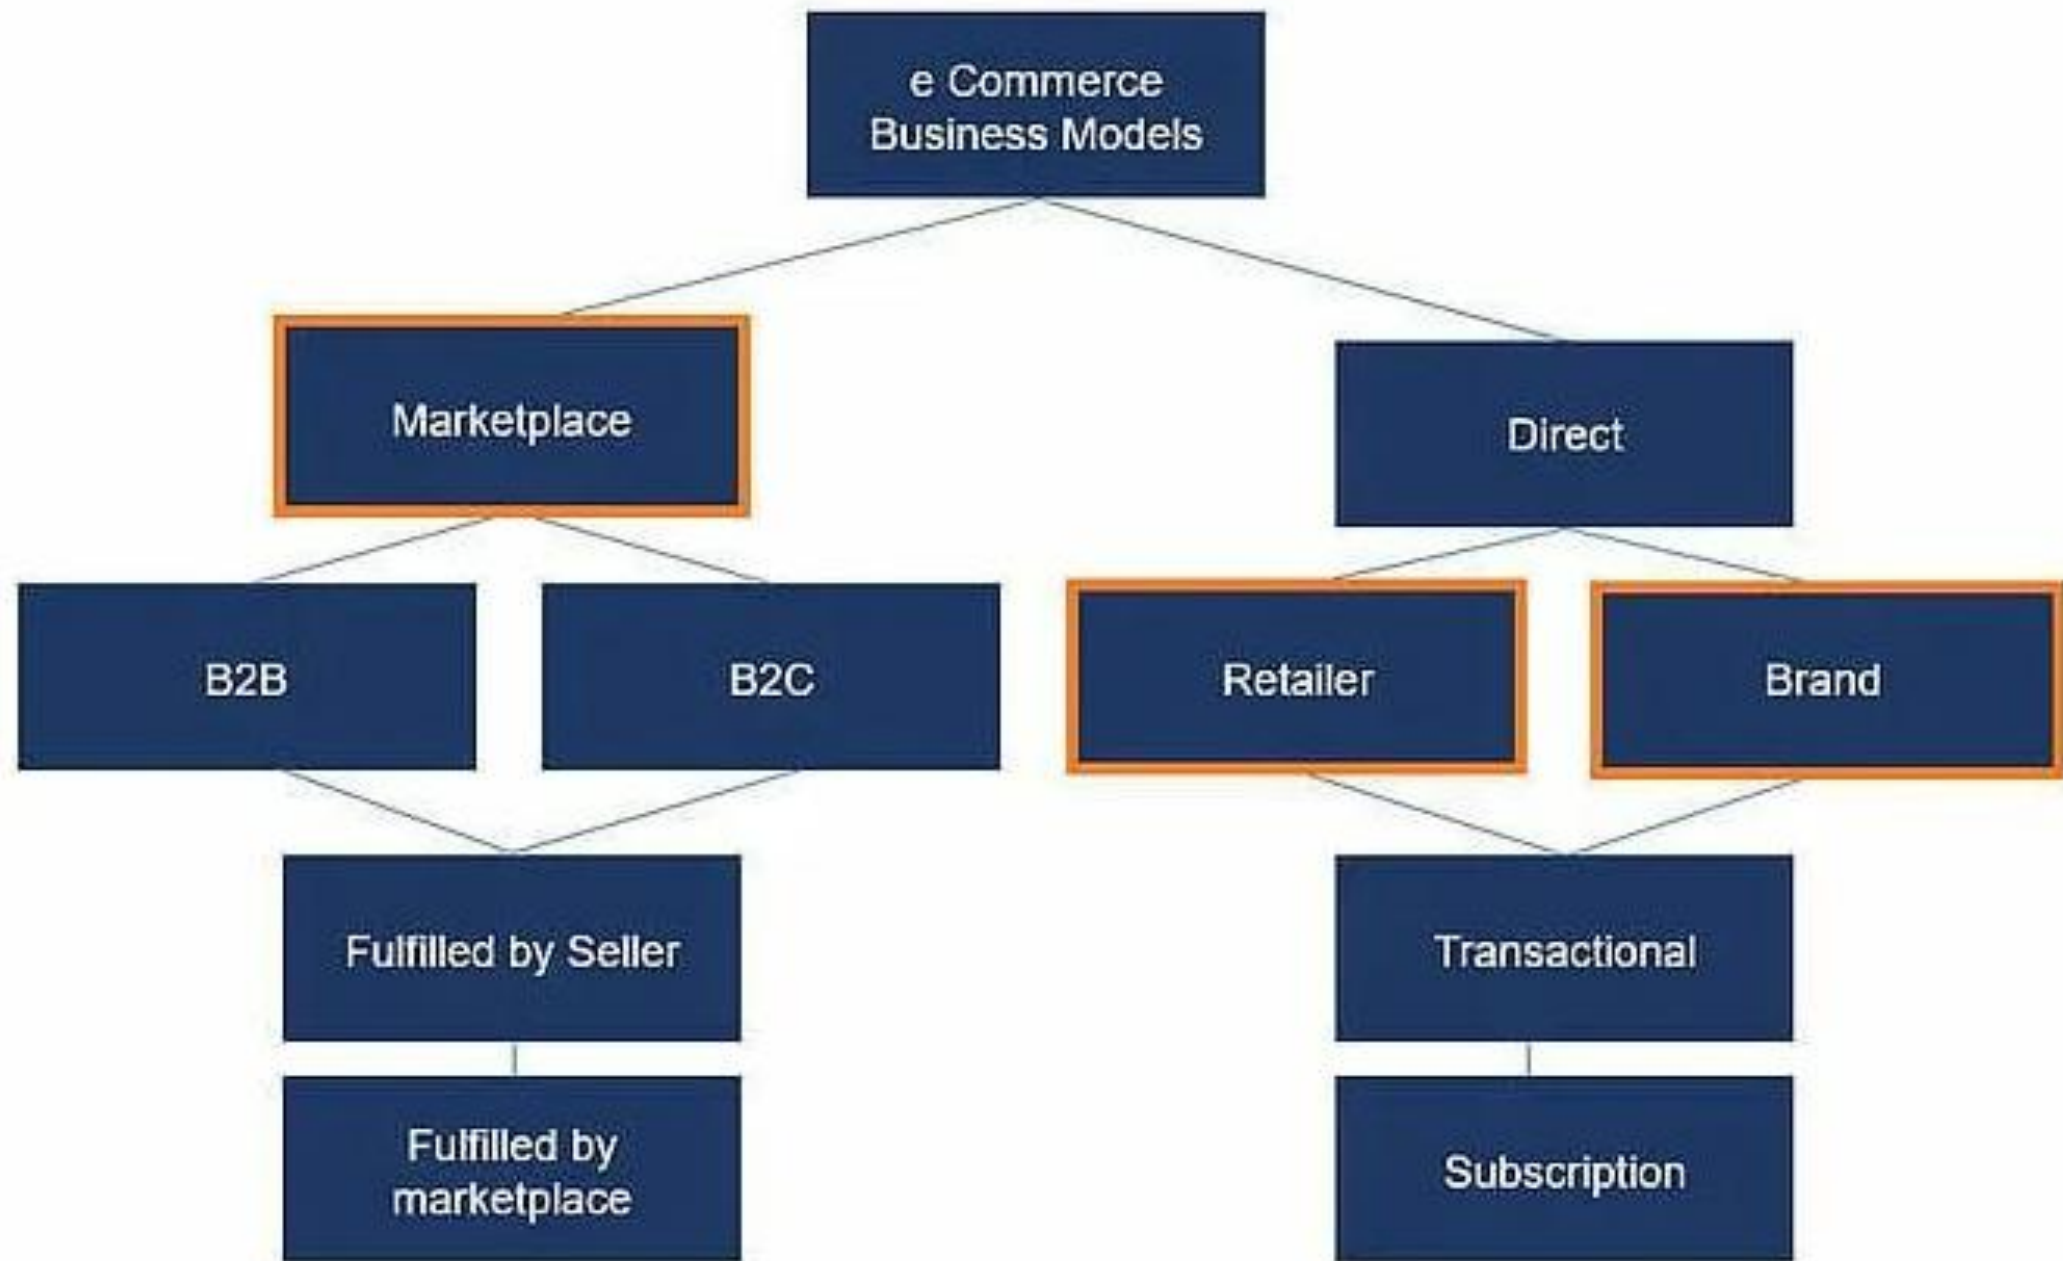 e Commerce
Business Models
Marketplace
Direct
B2B
B2C
Retailer
Brand
Fulfilled by Seller
Transactional
Fulfilled by
marketplace
Subscription